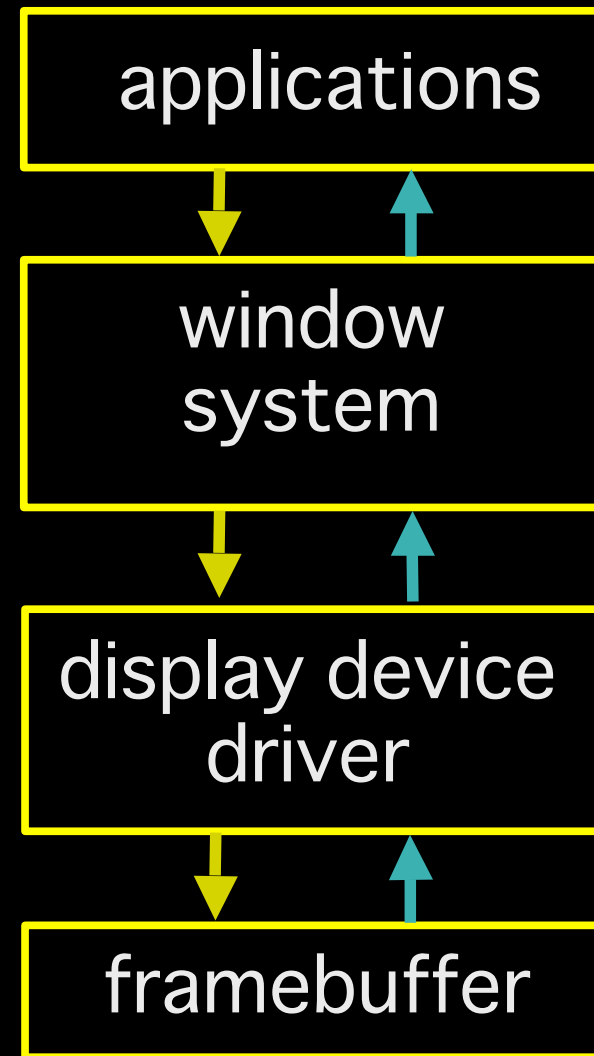 applications
window
system
display device
driver
framebuffer